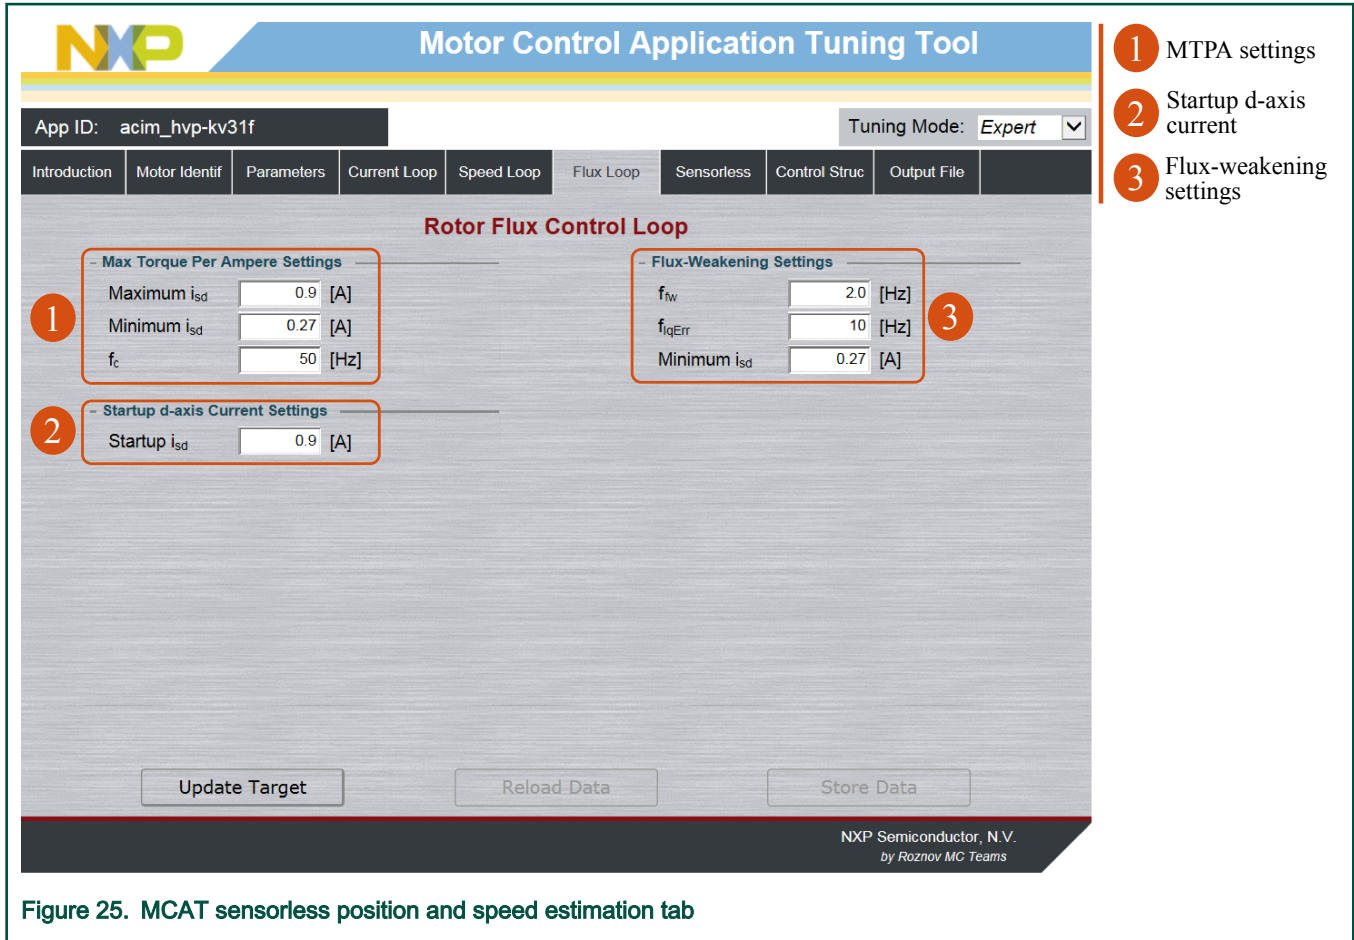 NXP
Motor Control Application Tuning Tool
App ID: acim_hvp-kv31f
Tuning Mode: Expert
Introduction Motor Identif Parameters Current Loop Speed Loop Flux Loop Sensorless Control Struc Output File
Rotor Flux Control Loop
Max Torque Per Ampere Settings
Maximum isd 0.9 [A]
Minimum isd 0.27 [A]
fc 50 [Hz]
1
Startup d-axis Current Settings
Startup isd 0.9 [A]
2
Flux-Weakening Settings
ffw 2.0 [Hz]
fIqErr 10 [Hz]
Minimum isd 0.27 [A]
3
Update Target Reload Data Store Data
NXP Semiconductor, N.V.
by Roznov MC Teams
1 MTPA settings
2 Startup d-axis
current
3 Flux-weakening
settings
Figure 25. MCAT sensorless position and speed estimation tab